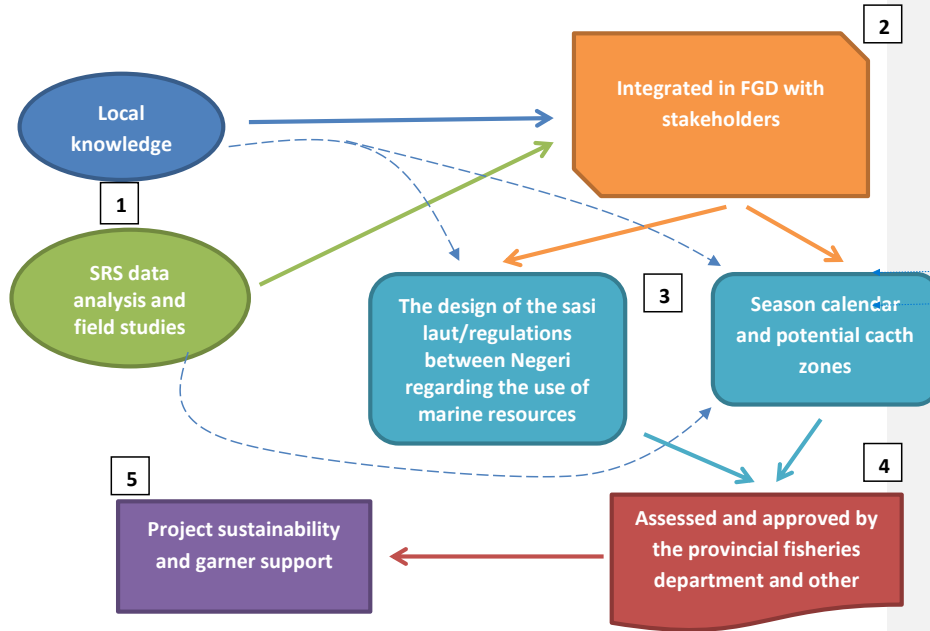 2
Integrated in FGD with
stakeholders
Local
knowledge
1
SRS data
analysis and
field studies
3
The design of the sasi
laut/regulations
between Negeri
regarding the use of
marine resources
Season calendar
and potential cacth
zones
4
Assessed and approved by
the provincial fisheries
department and other
5
Project sustainability
and garner support